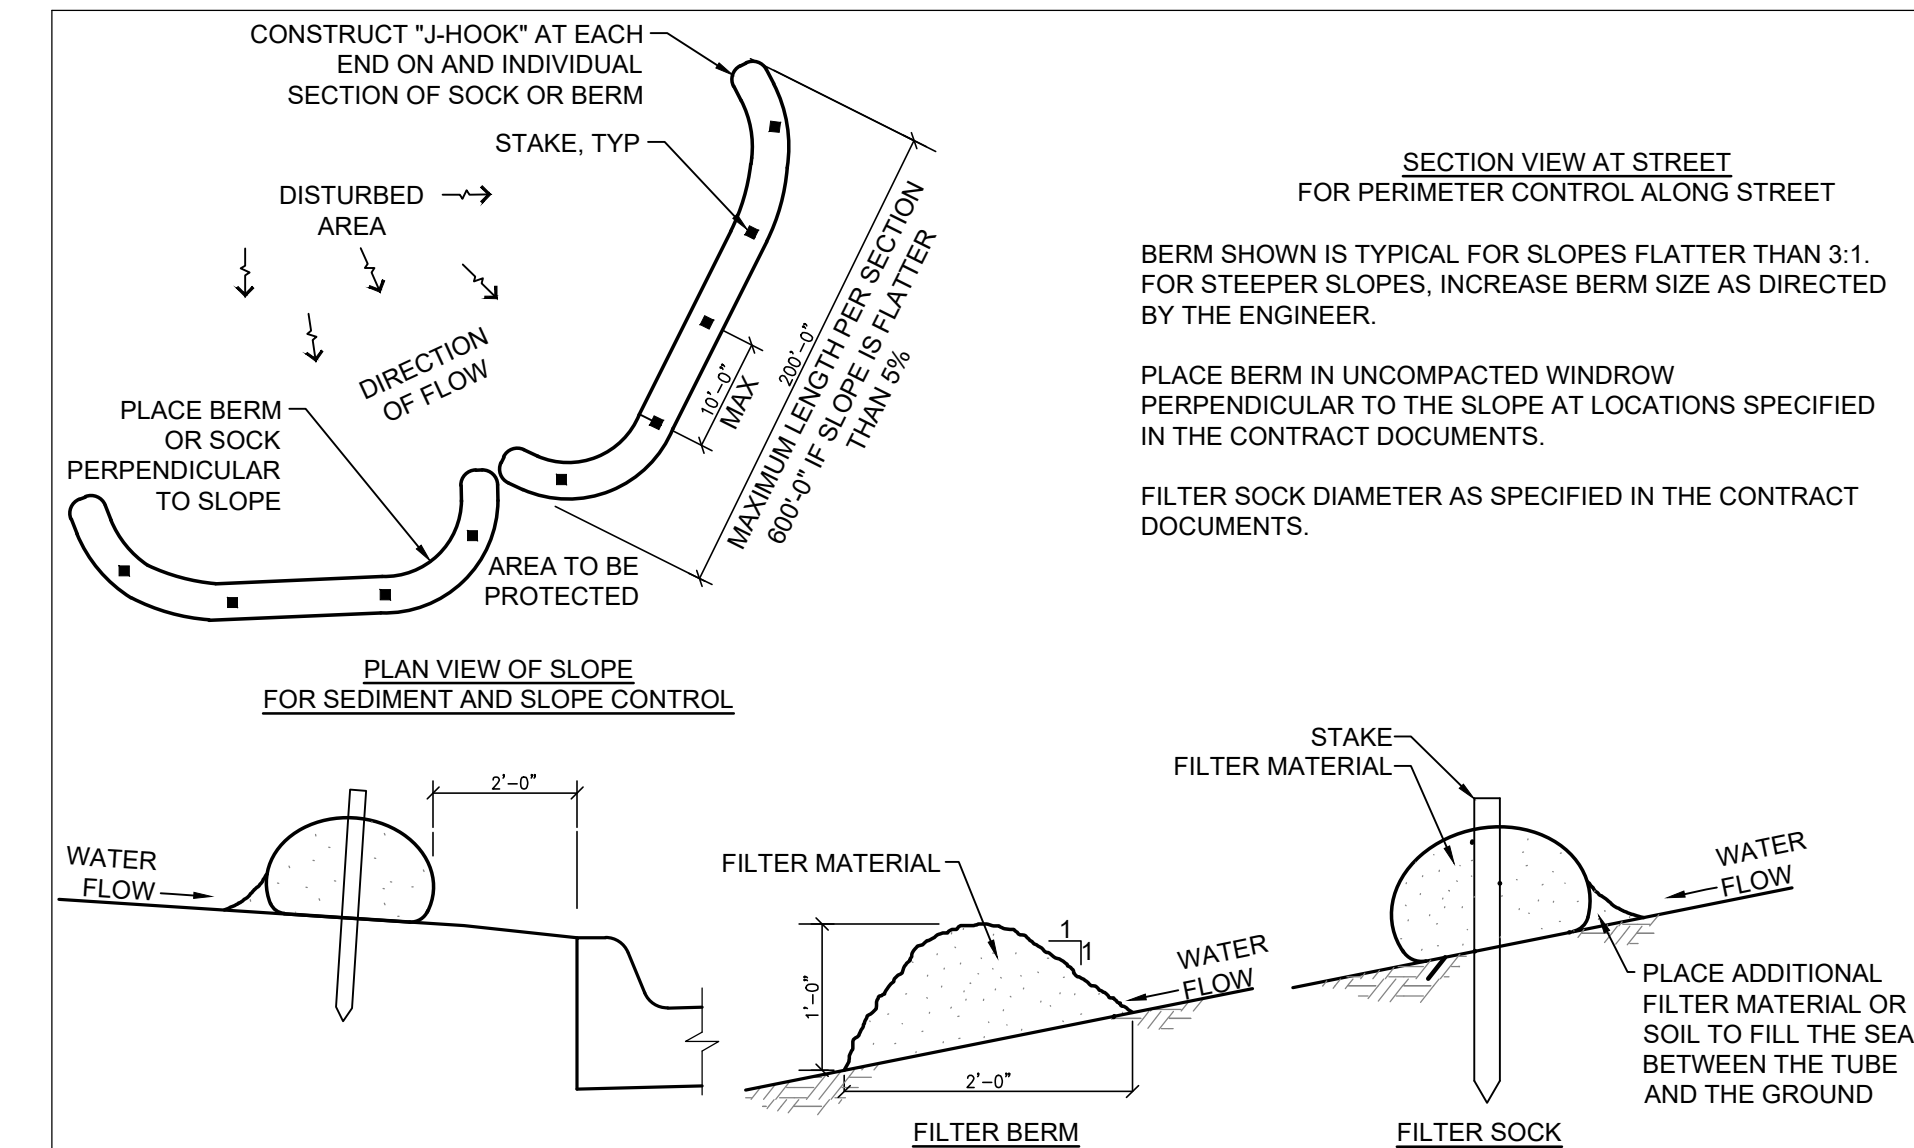 CONSTRUCT "J-HOOK" AT EACH
END ON AND INDIVIDUAL
SECTION OF SOCK OR BERM
STAKE, TYP
DISTURBED
AREA
DIRECTION
OF FLOW
PLACE BERM
OR SOCK
PERPENDICULAR
TO SLOPE
AREA TO BE
PROTECTED
10'-0"
MAX
200'-0"
MAXIMUM LENGTH PER SECTION
600'-0" IF SLOPE IS FLATTER
THAN 5%
PLAN VIEW OF SLOPE
FOR SEDIMENT AND SLOPE CONTROL
SECTION VIEW AT STREET
FOR PERIMETER CONTROL ALONG STREET
BERM SHOWN IS TYPICAL FOR SLOPES FLATTER THAN 3:1.
FOR STEEPER SLOPES, INCREASE BERM SIZE AS DIRECTED
BY THE ENGINEER.
PLACE BERM IN UNCOMPACTED WINDROW
PERPENDICULAR TO THE SLOPE AT LOCATIONS SPECIFIED
IN THE CONTRACT DOCUMENTS.
FILTER SOCK DIAMETER AS SPECIFIED IN THE CONTRACT
DOCUMENTS.
2'-0"
WATER
FLOW
FILTER MATERIAL
1
1
WATER
FLOW
1'-0"
2'-0"
FILTER BERM
STAKE
FILTER MATERIAL
WATER
FLOW
PLACE ADDITIONAL
FILTER MATERIAL OR
SOIL TO FILL THE SEA
BETWEEN THE TUBE
AND THE GROUND
FILTER SOCK